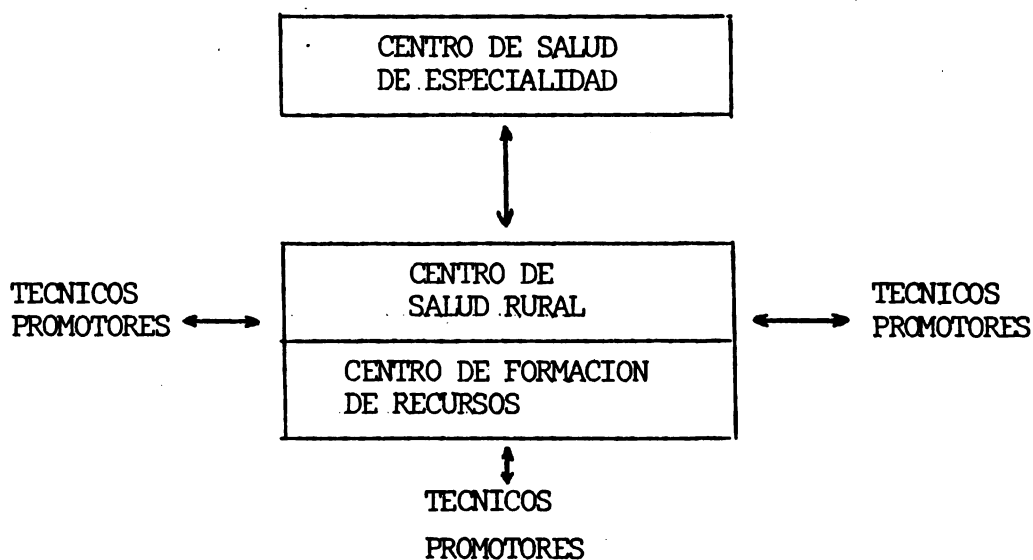 CENTRO DE SALUD
DE ESPECIALIDAD
CENTRO DE
SALUD RURAL
TECNICOS
PROMOTORES
TECNICOS
PROMOTORES
CENTRO DE FORMACION
DE RECURSOS
TECNICOS
PROMOTORES